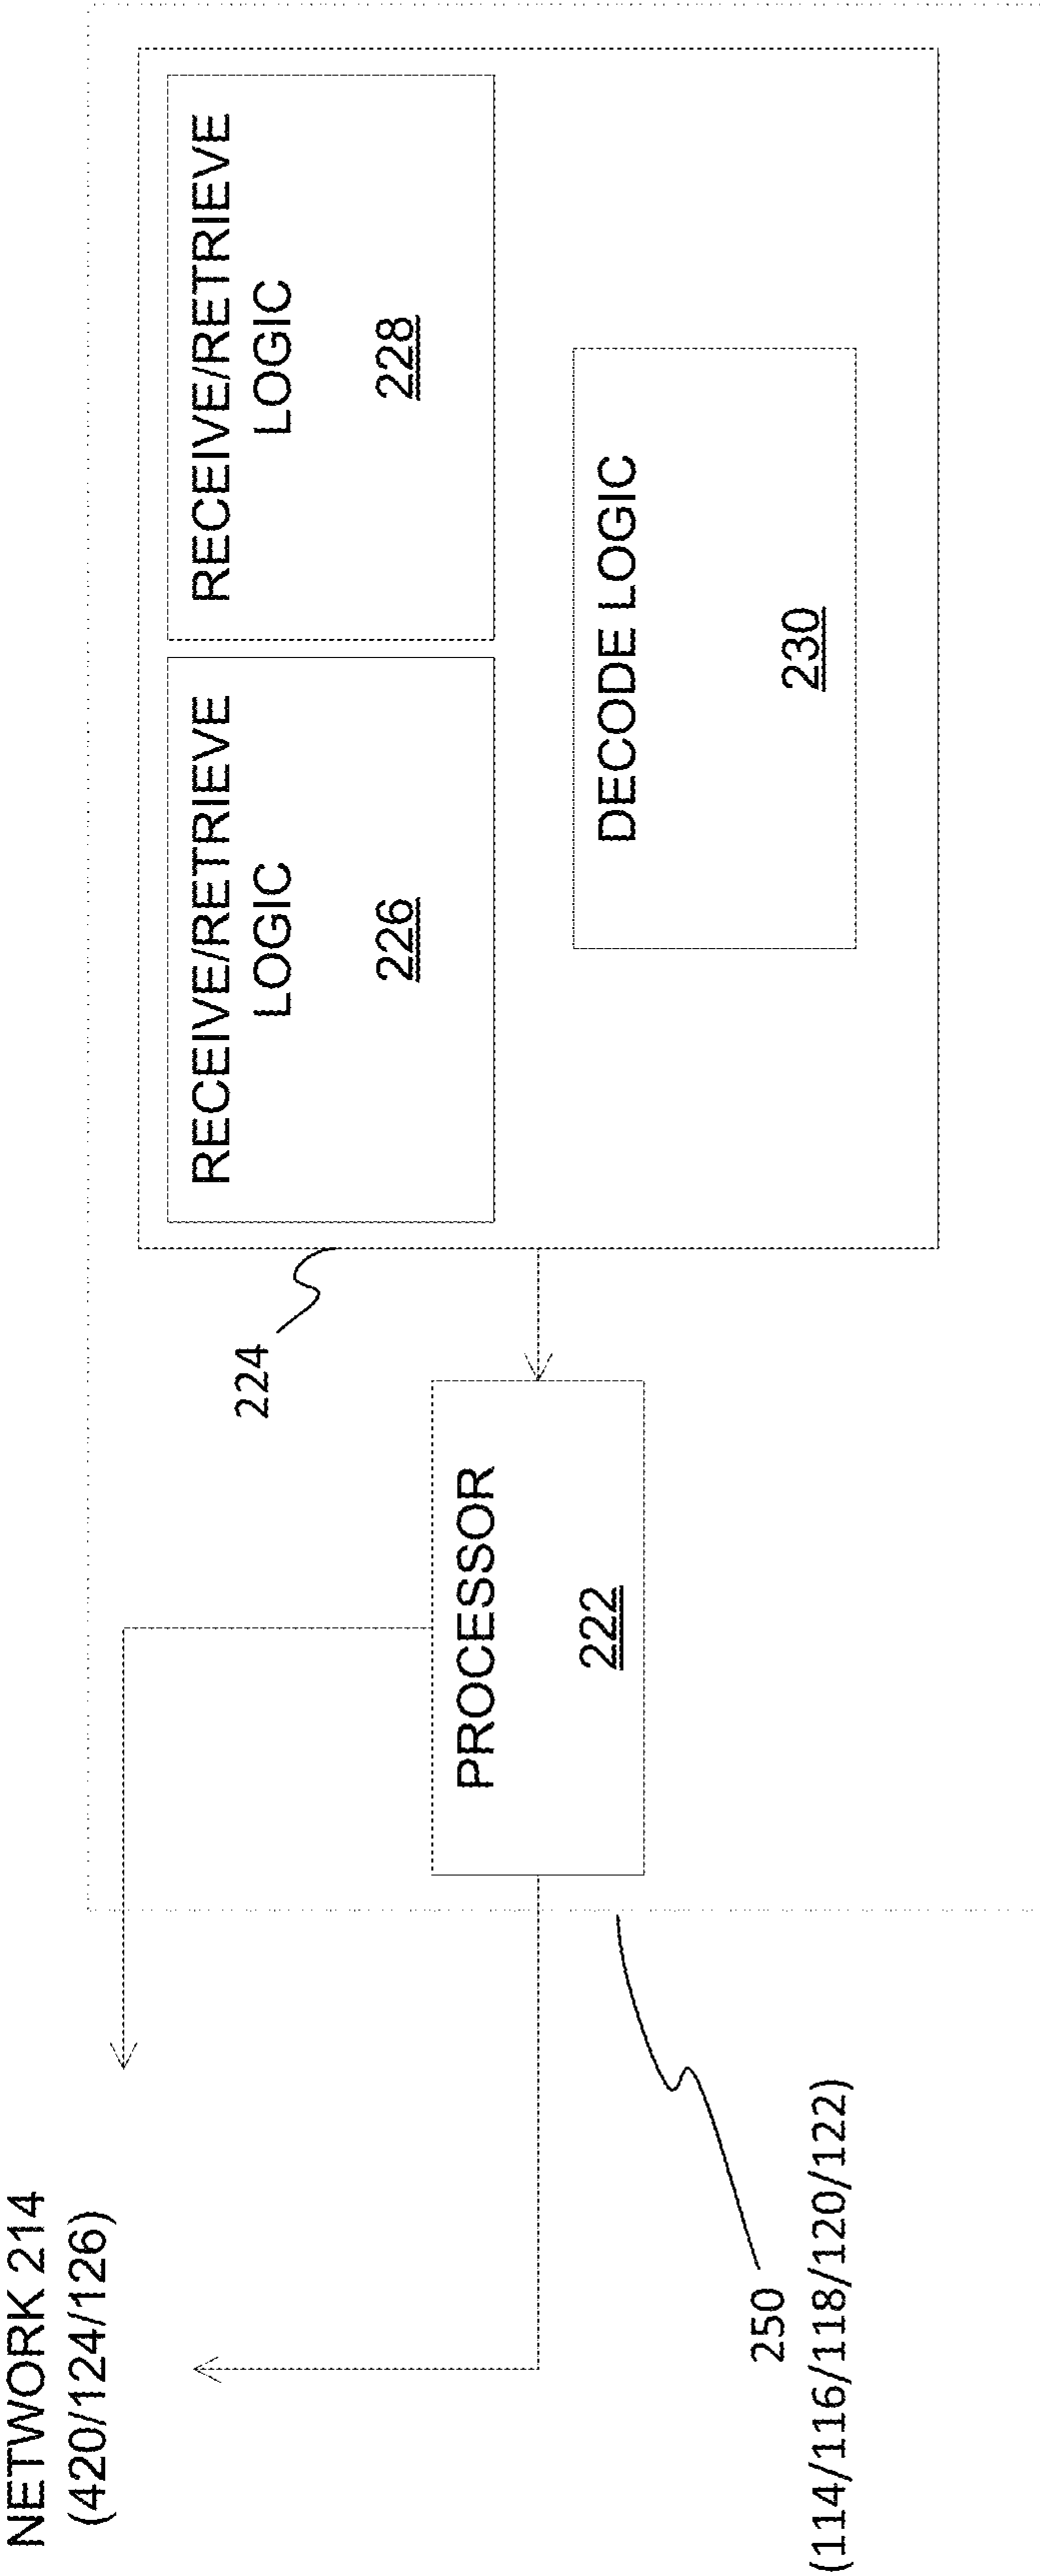 NETWORK 214
(420/124/126)
RECEIVE/RETRIEVE
LOGIC
226
RECEIVE/RETRIEVE
LOGIC
228
224
PROCESSOR
222
DECODE LOGIC
230
250
(114/116/118/120/122)